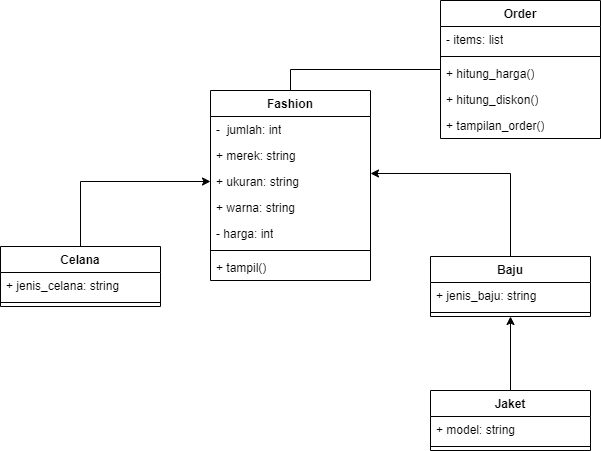 Order
- items: list
+ hitung_harga()
+ hitung_diskon()
+ tampilan_order()
Fashion
- jumlah: int
+ merek: string
+ ukuran: string
+ warna: string
- harga: int
+ tampil()
Celana
+ jenis_celana: string
Baju
+ jenis_baju: string
Jaket
+ model: string